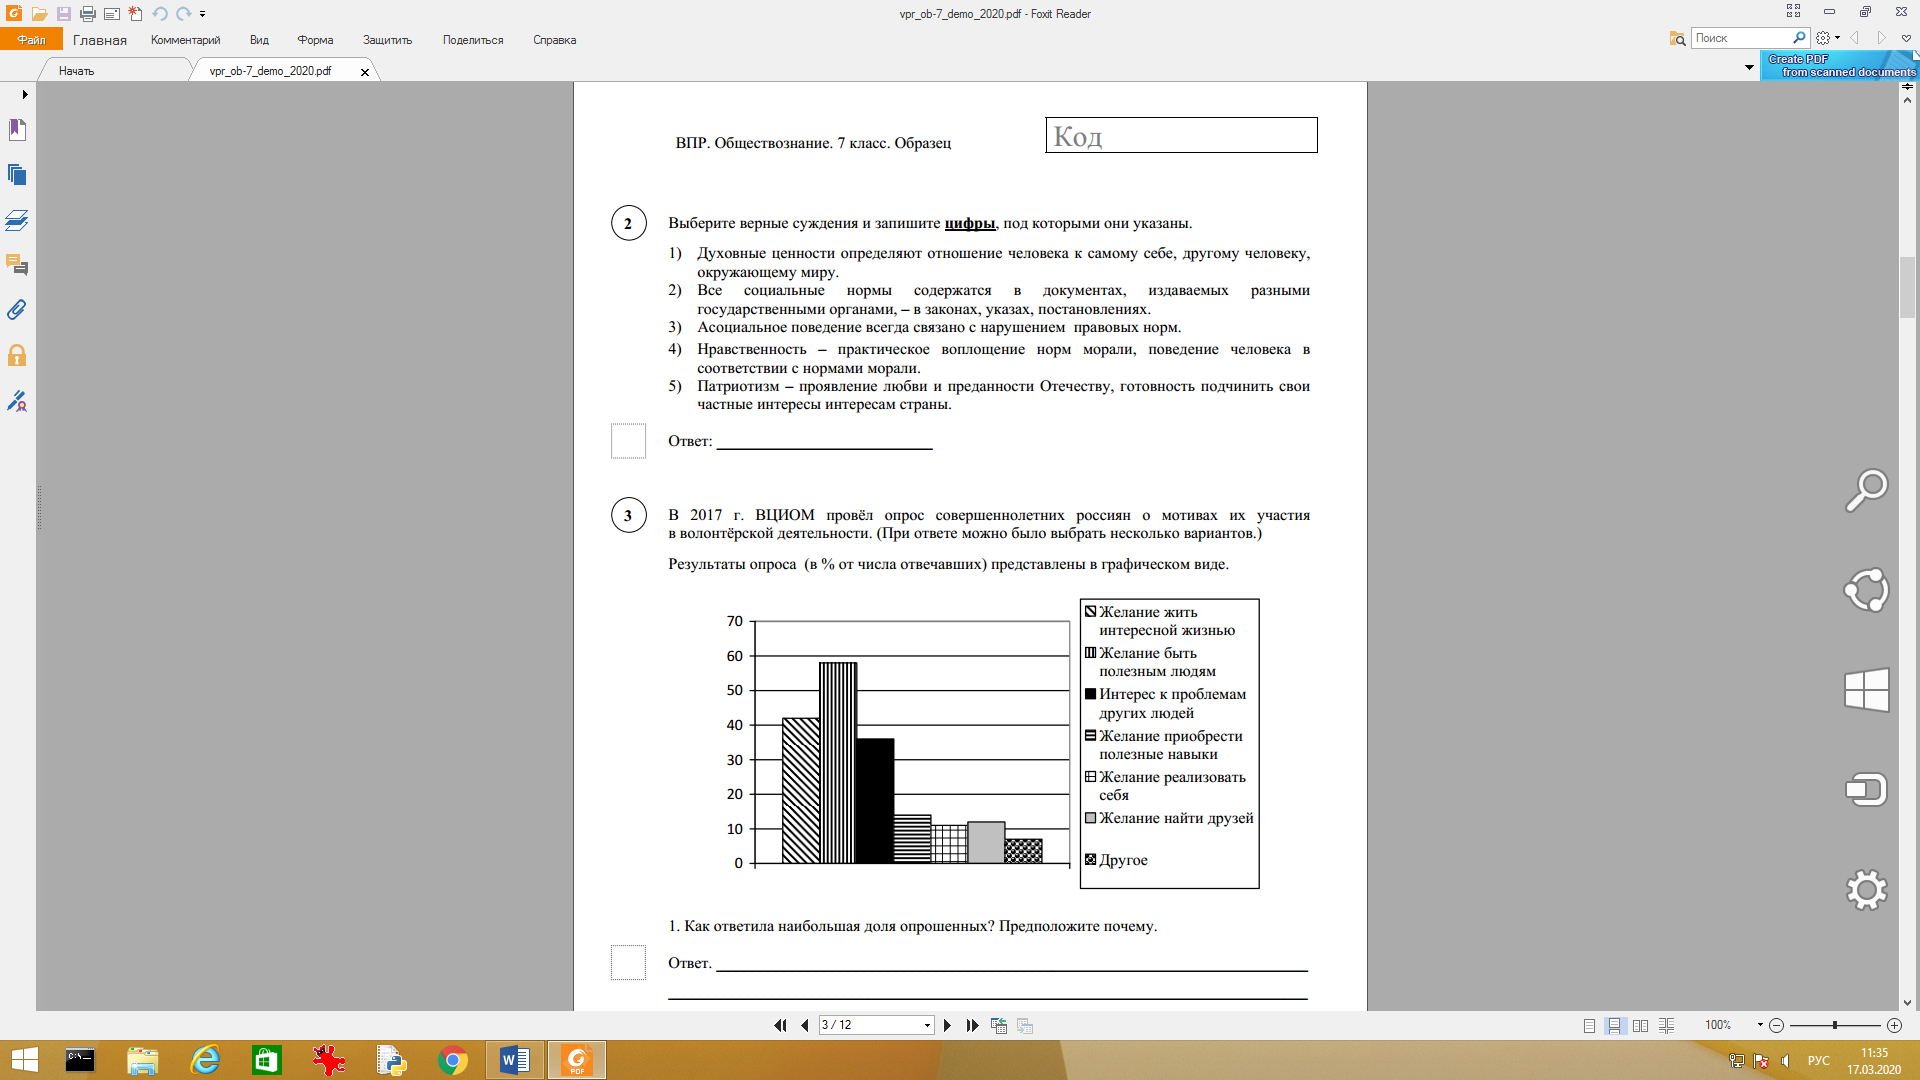 vpr_ob-7_demo_2020.pdf - Foxit Reader
Файл Главная Комментарий Вид Форма Защитить Поделиться Справка
Поиск
Начать
vpr_ob-7_demo_2020.pdf
Create PDF
from scanned documents
ВПР. Обществознание. 7 класс. Образец
Код
2
Выберите верные суждения и запишите цифры, под которыми они указаны.
1) Духовные ценности определяют отношение человека к самому себе, другому человеку,
окружающему миру.
2) Все социальные нормы содержатся в документах, издаваемых разными
государственными органами, – в законах, указах, постановлениях.
3) Асоциальное поведение всегда связано с нарушением правовых норм.
4) Нравственность – практическое воплощение норм морали, поведение человека в
соответствии с нормами морали.
5) Патриотизм – проявление любви и преданности Отечеству, готовность подчинить свои
частные интересы интересам страны.
Ответ:
3
В 2017 г. ВЦИОМ провёл опрос совершеннолетних россиян о мотивах их участия
в волонтёрской деятельности. (При ответе можно было выбрать несколько вариантов.)
Результаты опроса (в % от числа отвечавших) представлены в графическом виде.
70
60
50
40
30
20
10
0
Желание жить
интересной жизнью
Желание быть
полезным людям
Интерес к проблемам
других людей
Желание приобрести
полезные навыки
Желание реализовать
себя
Желание найти друзей
Другое
1. Как ответила наибольшая доля опрошенных? Предположите почему.
Ответ.
3 / 12
100%
C:\.
W
PDF
РУС
11:35
17.03.2020